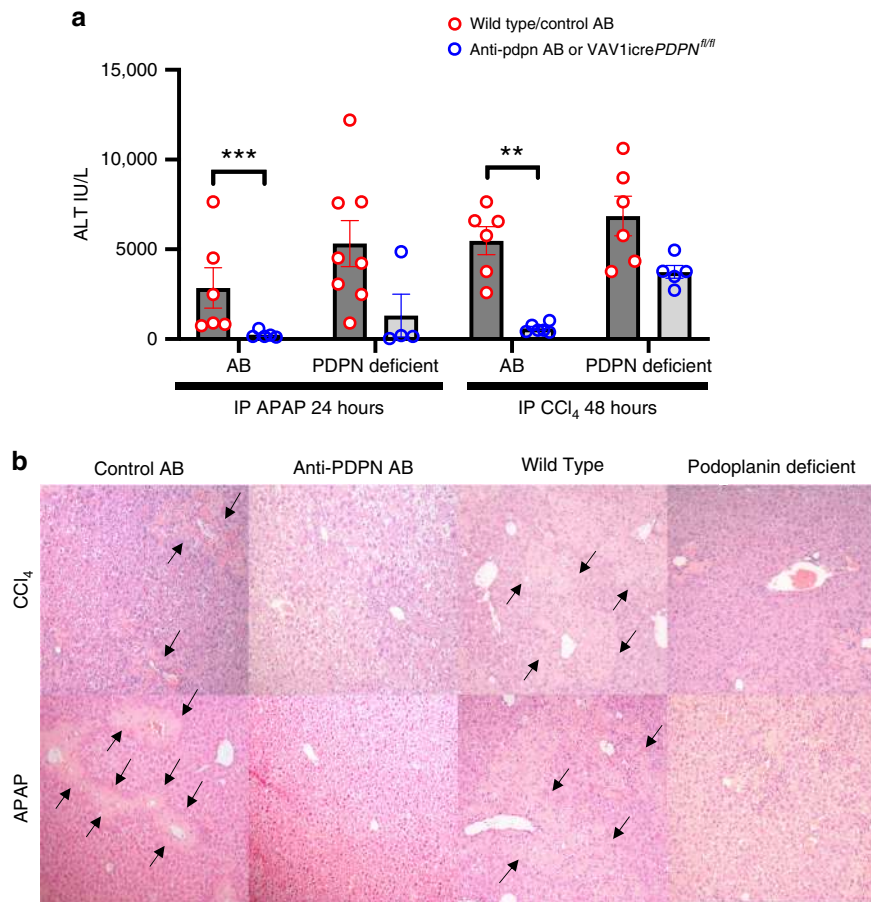 a
Wild type/control AB
Anti-pdpn AB or VAV1icrePDPN^fl/fl
ALT IU/L
15,000
10,000
5000
0
***
**
AB
PDPN deficient
AB
PDPN deficient
IP APAP 24 hours
IP CCl₄ 48 hours
b
Control AB
Anti-PDPN AB
Wild Type
Podoplanin deficient
CCl₄
APAP